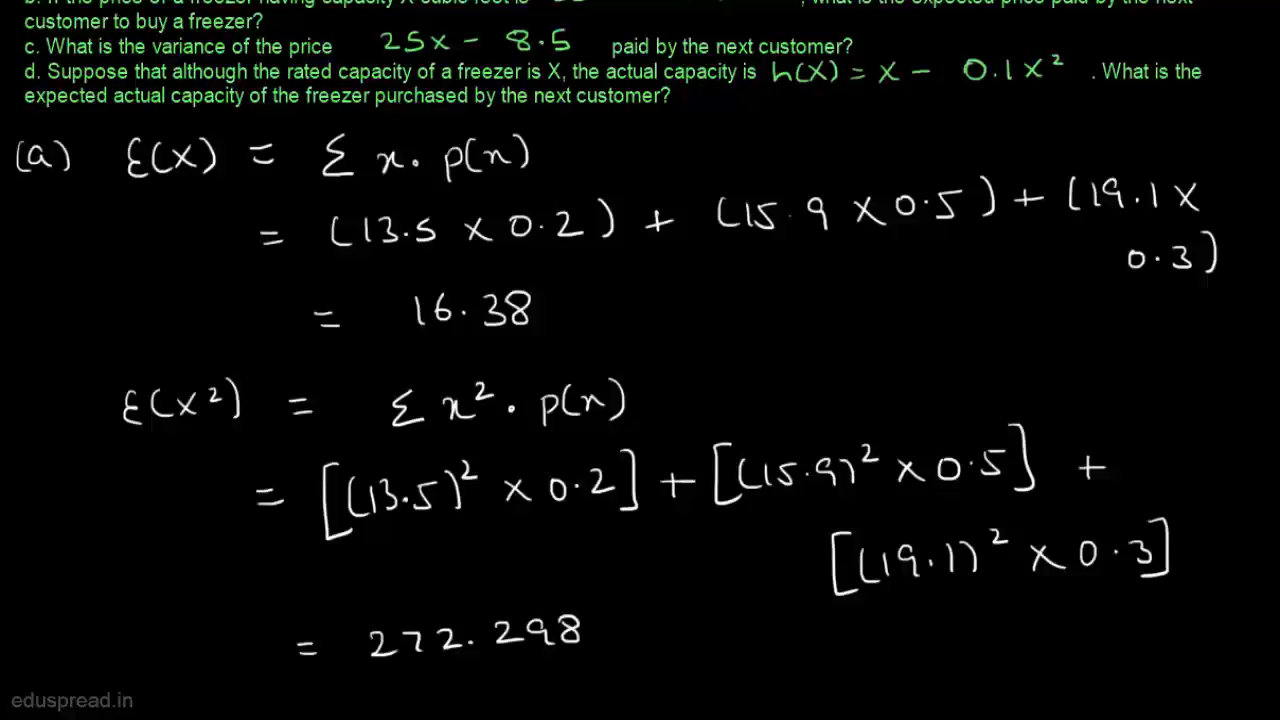 customer to buy a freezer?
c. What is the variance of the price 25x - 8.5 paid by the next customer?
d. Suppose that although the rated capacity of a freezer is X, the actual capacity is h(X) = x - 0.1x². What is the
expected actual capacity of the freezer purchased by the next customer?
(a) E(X) = Σ x. p(x)
= (13.5 x 0.2) + (15.9 x 0.5) + (19.1 x
0.3)
= 16.38
E(X²) = Σ x². p(x)
= [(13.5)² x 0.2] + [(15.9)² x 0.5] +
[(19.1)² x 0.3]
= 272.298
eduspread.in